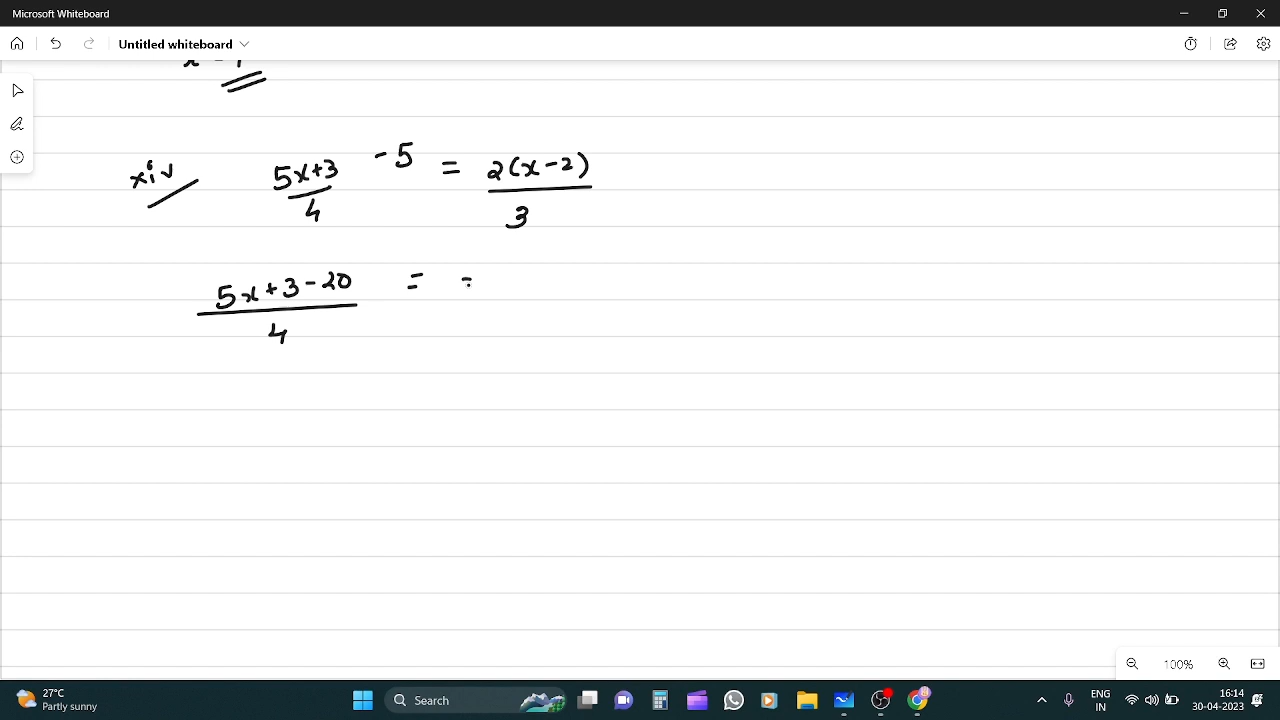 Microsoft Whiteboard
Untitled whiteboard
xiv 5x+3 -5 = 2(x-2)
4 3
5x+3-20 = =
4
100%
27°C
Partly sunny
Search
ENG
IN
16:14
30-04-2023